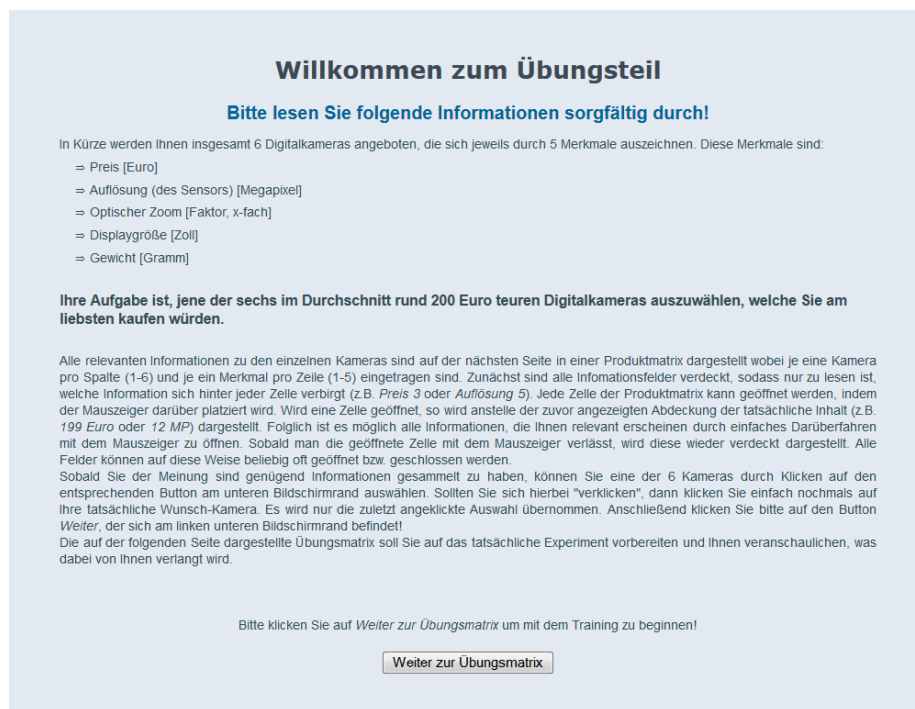 Willkommen zum Übungsteil
Bitte lesen Sie folgende Informationen sorgfältig durch!
In Kürze werden Ihnen insgesamt 6 Digitalkameras angeboten, die sich jeweils durch 5 Merkmale auszeichnen. Diese Merkmale sind:
⇒ Preis [Euro]
⇒ Auflösung (des Sensors) [Megapixel]
⇒ Optischer Zoom [Faktor, x-fach]
⇒ Displaygröße [Zoll]
⇒ Gewicht [Gramm]
Ihre Aufgabe ist, jene der sechs im Durchschnitt rund 200 Euro teuren Digitalkameras auszuwählen, welche Sie am
liebsten kaufen würden.
Alle relevanten Informationen zu den einzelnen Kameras sind auf der nächsten Seite in einer Produktmatrix dargestellt wobei je eine Kamera
pro Spalte (1-6) und je ein Merkmal pro Zeile (1-5) eingetragen sind. Zunächst sind alle Infomationsfelder verdeckt, sodass nur zu lesen ist,
welche Information sich hinter jeder Zelle verbirgt (z.B. Preis 3 oder Auflösung 5). Jede Zelle der Produktmatrix kann geöffnet werden, indem
der Mauszeiger darüber platziert wird. Wird eine Zelle geöffnet, so wird anstelle der zuvor angezeigten Abdeckung der tatsächliche Inhalt (z.B.
199 Euro oder 12 MP) dargestellt. Folglich ist es möglich alle Informationen, die Ihnen relevant erscheinen durch einfaches Darüberfahren
mit dem Mauszeiger zu öffnen. Sobald man die geöffnete Zelle mit dem Mauszeiger verlässt, wird diese wieder verdeckt dargestellt. Alle
Felder können auf diese Weise beliebig oft geöffnet bzw. geschlossen werden.
Sobald Sie der Meinung sind genügend Informationen gesammelt zu haben, können Sie eine der 6 Kameras durch Klicken auf den
entsprechenden Button am unteren Bildschirmrand auswählen. Sollten Sie sich hierbei "verklicken", dann klicken Sie einfach nochmals auf
Ihre tatsächliche Wunsch-Kamera. Es wird nur die zuletzt angeklickte Auswahl übernommen. Anschließend klicken Sie bitte auf den Button
Weiter, der sich am linken unteren Bildschirmrand befindet!
Die auf der folgenden Seite dargestellte Übungsmatrix soll Sie auf das tatsächliche Experiment vorbereiten und Ihnen veranschaulichen, was
dabei von Ihnen verlangt wird.
Bitte klicken Sie auf Weiter zur Übungsmatrix um mit dem Training zu beginnen!
Weiter zur Übungsmatrix